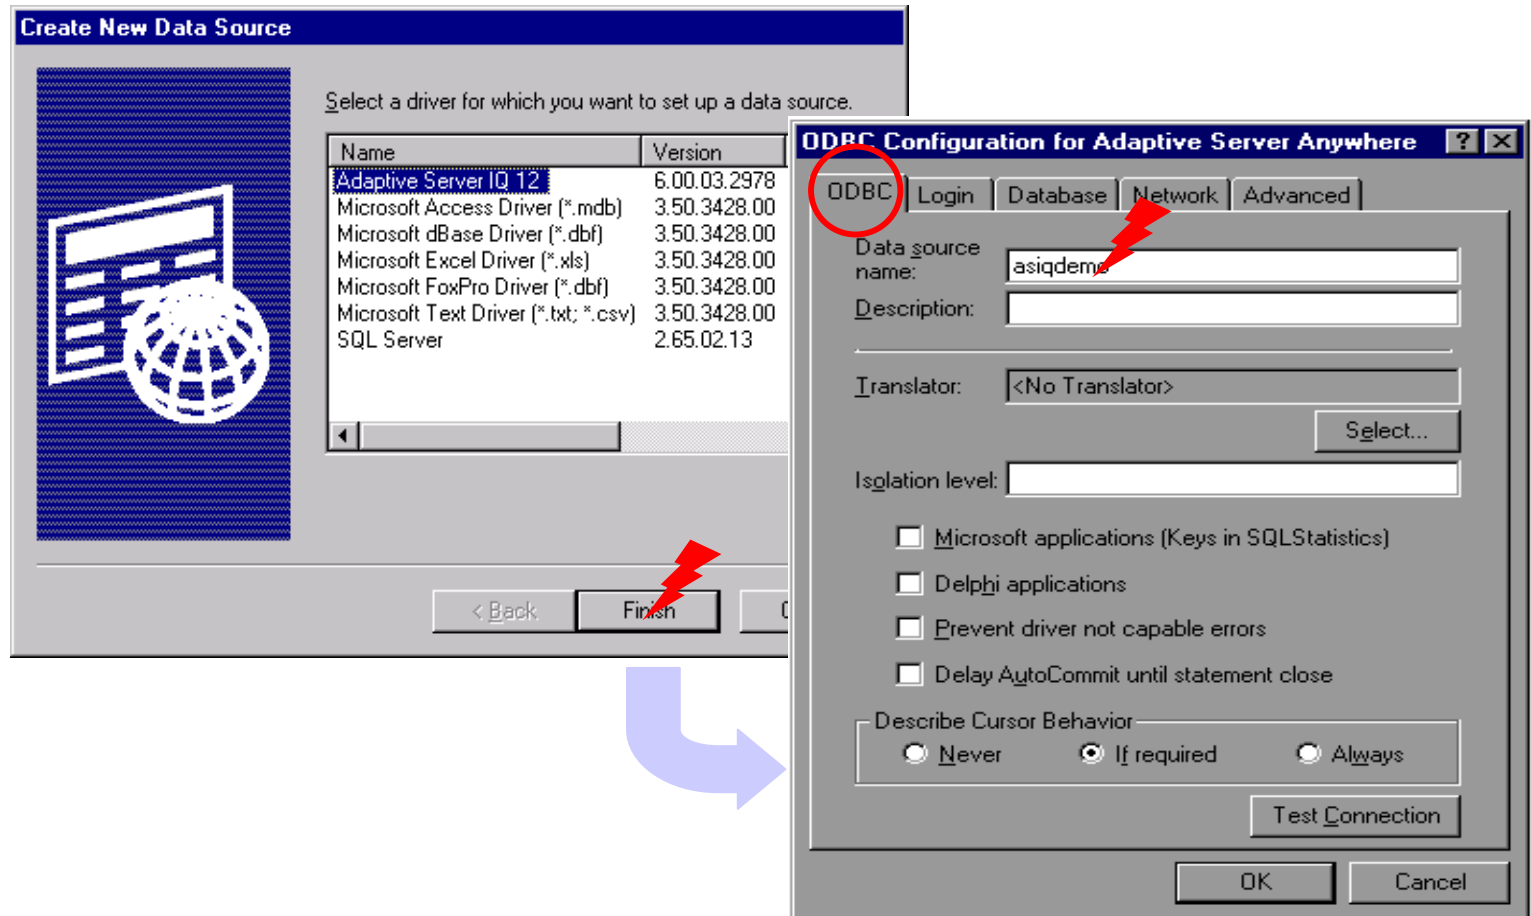 Create New Data Source
Select a driver for which you want to set up a data source.
Name Version
Adaptive Server IQ 12 6.00.03.2978
Microsoft Access Driver (*.mdb) 3.50.3428.00
Microsoft dBase Driver (*.dbf) 3.50.3428.00
Microsoft Excel Driver (*.xls) 3.50.3428.00
Microsoft FoxPro Driver (*.dbf) 3.50.3428.00
Microsoft Text Driver (*.txt; *.csv) 3.50.3428.00
SQL Server 2.65.02.13
< Back Finish
ODBC Configuration for Adaptive Server Anywhere
ODBC Login Database Network Advanced
Data source
name: asiqdemo
Description:
Translator: <No Translator>
Select...
Isolation level:
Microsoft applications (Keys in SQLStatistics)
Delphi applications
Prevent driver not capable errors
Delay AutoCommit until statement close
Describe Cursor Behavior
Never If required Always
Test Connection
OK Cancel